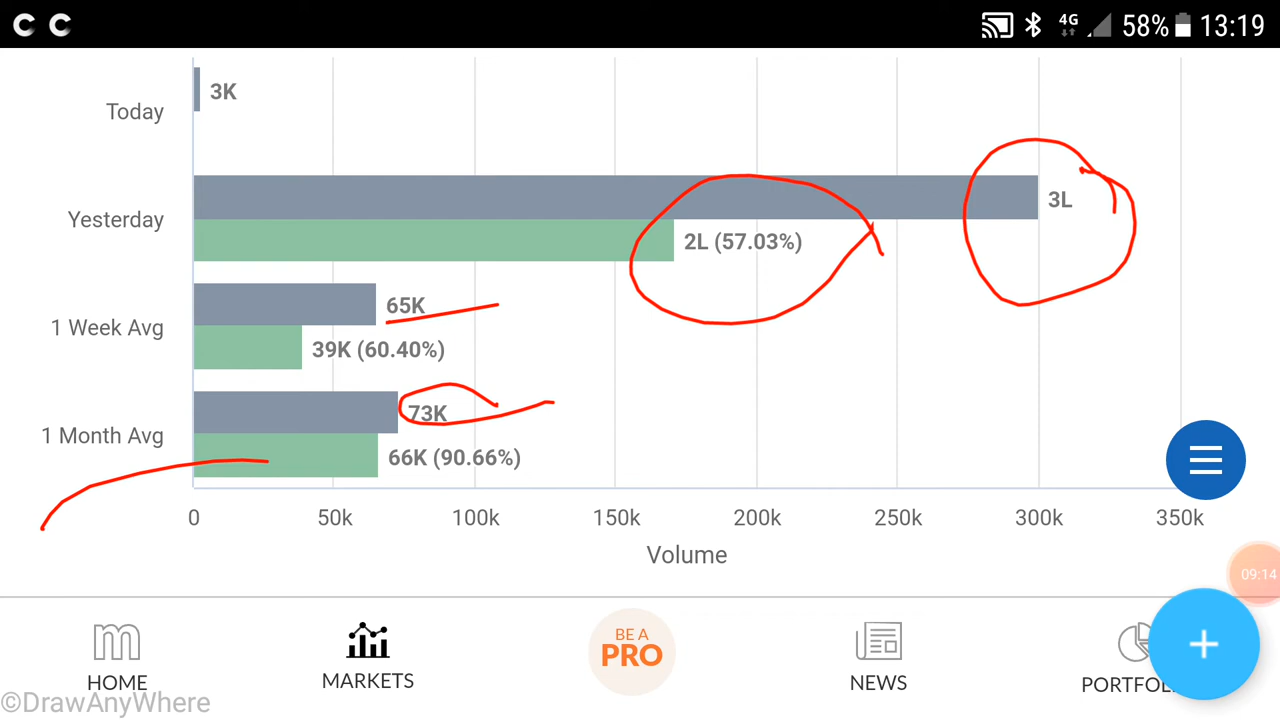 C C 4G 58% 13:19
3K
Today
3L
Yesterday
2L (57.03%)
65K
1 Week Avg
39K (60.40%)
73K
1 Month Avg
66K (90.66%)
0 50k 100k 150k 200k 250k 300k 350k
Volume
09:14
BE A
PRO
HOME MARKETS NEWS PORTFOL
©DrawAnyWhere